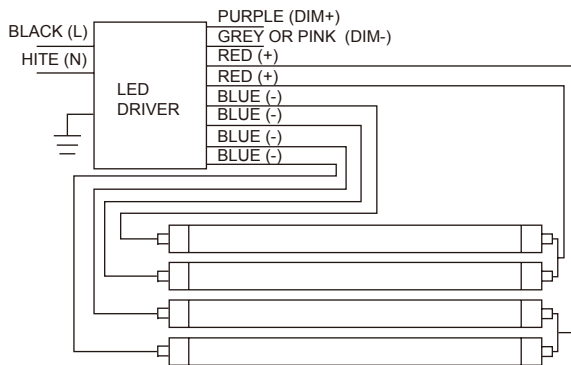 BLACK (L)
HITE (N)
LED
DRIVER
PURPLE (DIM+)
GREY OR PINK (DIM-)
RED (+)
RED (+)
BLUE (-)
BLUE (-)
BLUE (-)
BLUE (-)